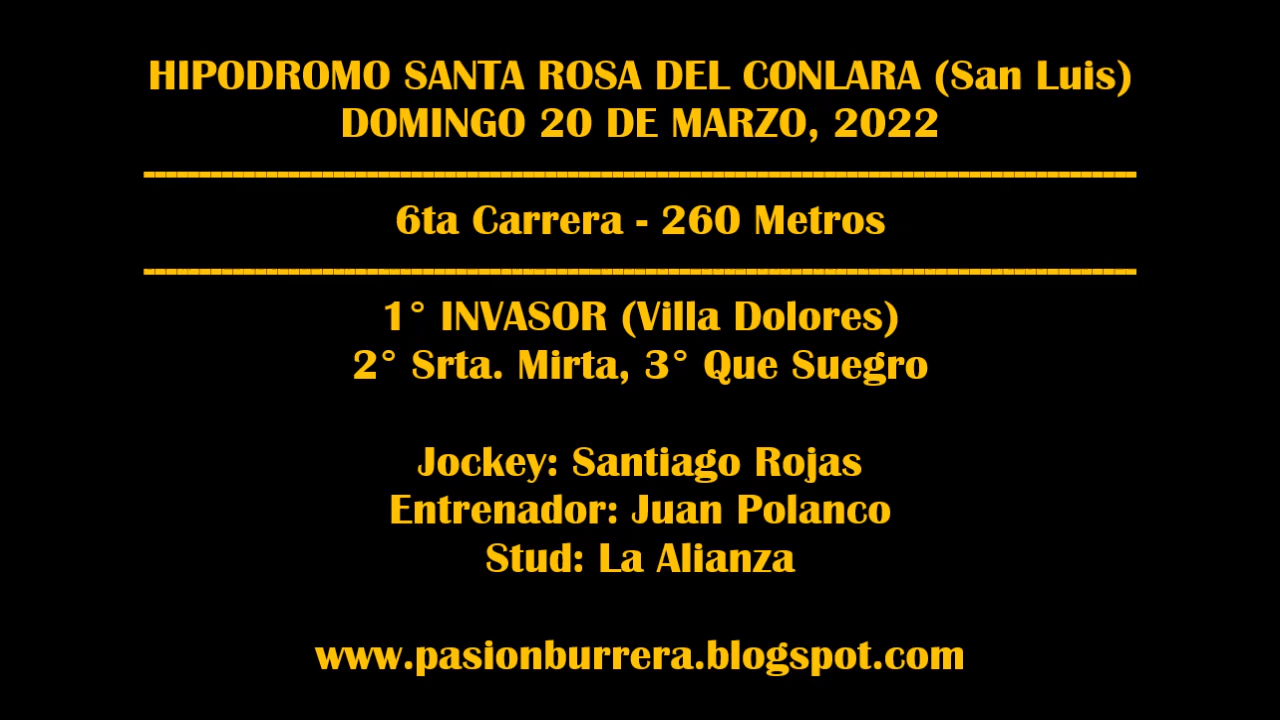 HIPODROMO SANTA ROSA DEL CONLARA (San Luis)
DOMINGO 20 DE MARZO, 2022
6ta Carrera - 260 Metros
1° INVASOR (Villa Dolores)
2° Srta. Mirta, 3° Que Suegro
Jockey: Santiago Rojas
Entrenador: Juan Polanco
Stud: La Alianza
www.pasionburrera.blogspot.com